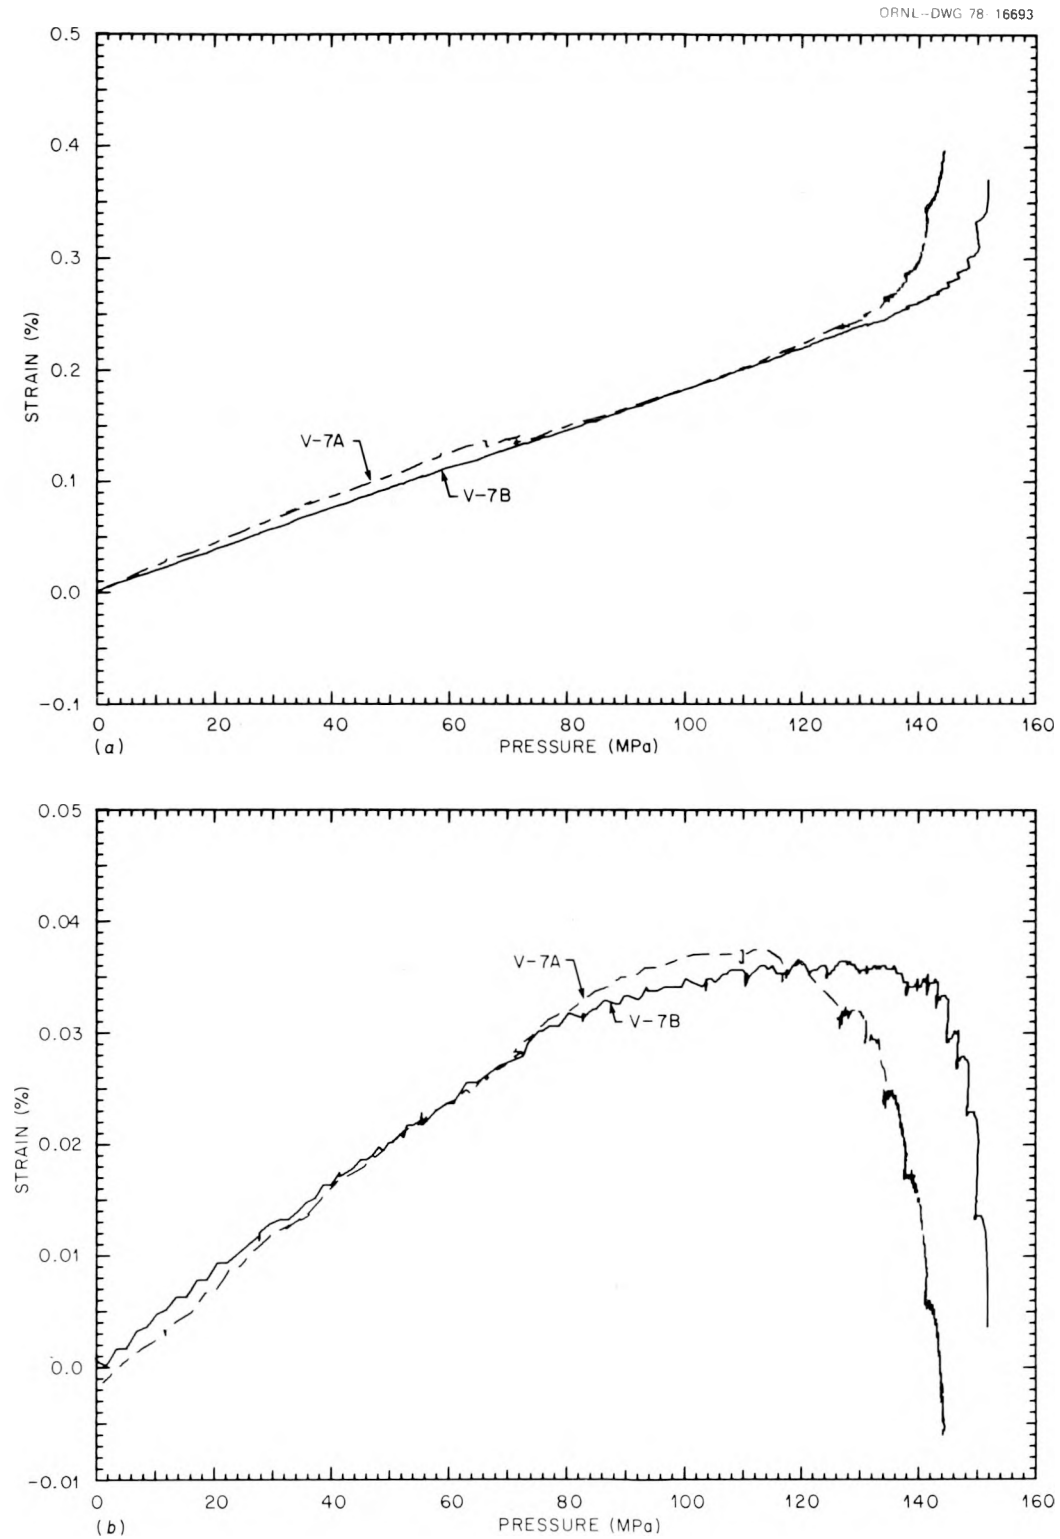 ORNL-DWG 78-16693
0.5
0.4
0.3
0.2
0.1
0.0
−0.1
STRAIN (%)
V-7A
V-7B
0 20 40 60 80 100 120 140 160
(a) PRESSURE (MPa)
0.05
0.04
0.03
0.02
0.01
0.0
−0.01
STRAIN (%)
V-7A
V-7B
0 20 40 60 80 100 120 140 160
(b) PRESSURE (MPa)